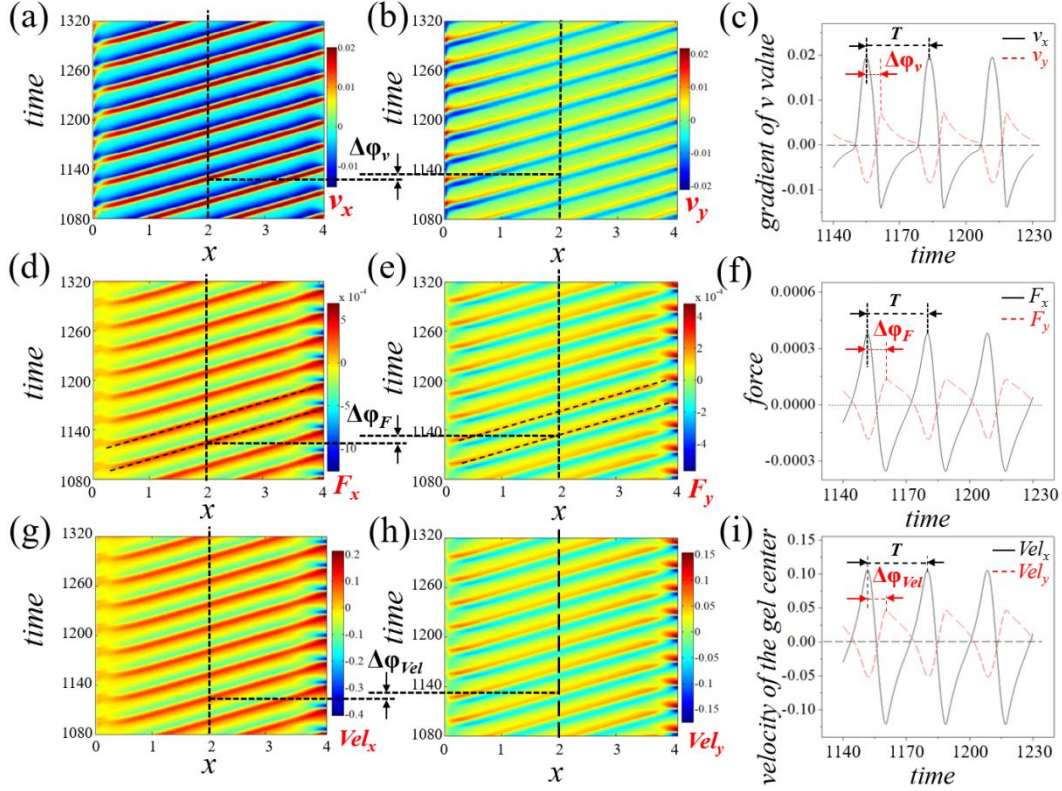 (a)
(b)
(c)
1320
1260
1200
1140
1080
time
0 1 2 3 4
x
0.02
0.01
0
-0.01
vx
Δφv
1320
1260
1200
1140
1080
time
0 1 2 3 4
x
0.02
0.01
0
-0.01
-0.02
vy
gradient of v value
0.02
0.01
0.00
-0.01
1140 1170 1200 1230
time
T
Δφv
vx
vy
(d)
(e)
(f)
1320
1260
1200
1140
1080
time
0 1 2 3 4
x
x 10-4
5
0
-5
-10
Fx
ΔφF
1320
1260
1200
1140
1080
time
0 1 2 3 4
x
x 10-4
4
2
0
-2
-4
Fy
force
0.0006
0.0003
0.0000
-0.0003
1140 1170 1200 1230
time
T
ΔφF
Fx
Fy
(g)
(h)
(i)
1320
1260
1200
1140
1080
time
0 1 2 3 4
x
0.2
0.1
0
-0.1
-0.2
-0.3
-0.4
Velx
ΔφVel
1320
1260
1200
1140
1080
time
0 1 2 3 4
x
0.15
0.1
0.05
0
-0.05
-0.1
-0.15
Vely
velocity of the gel center
0.15
0.10
0.05
0.00
-0.05
-0.10
1140 1170 1200 1230
time
T
ΔφVel
Velx
Vely